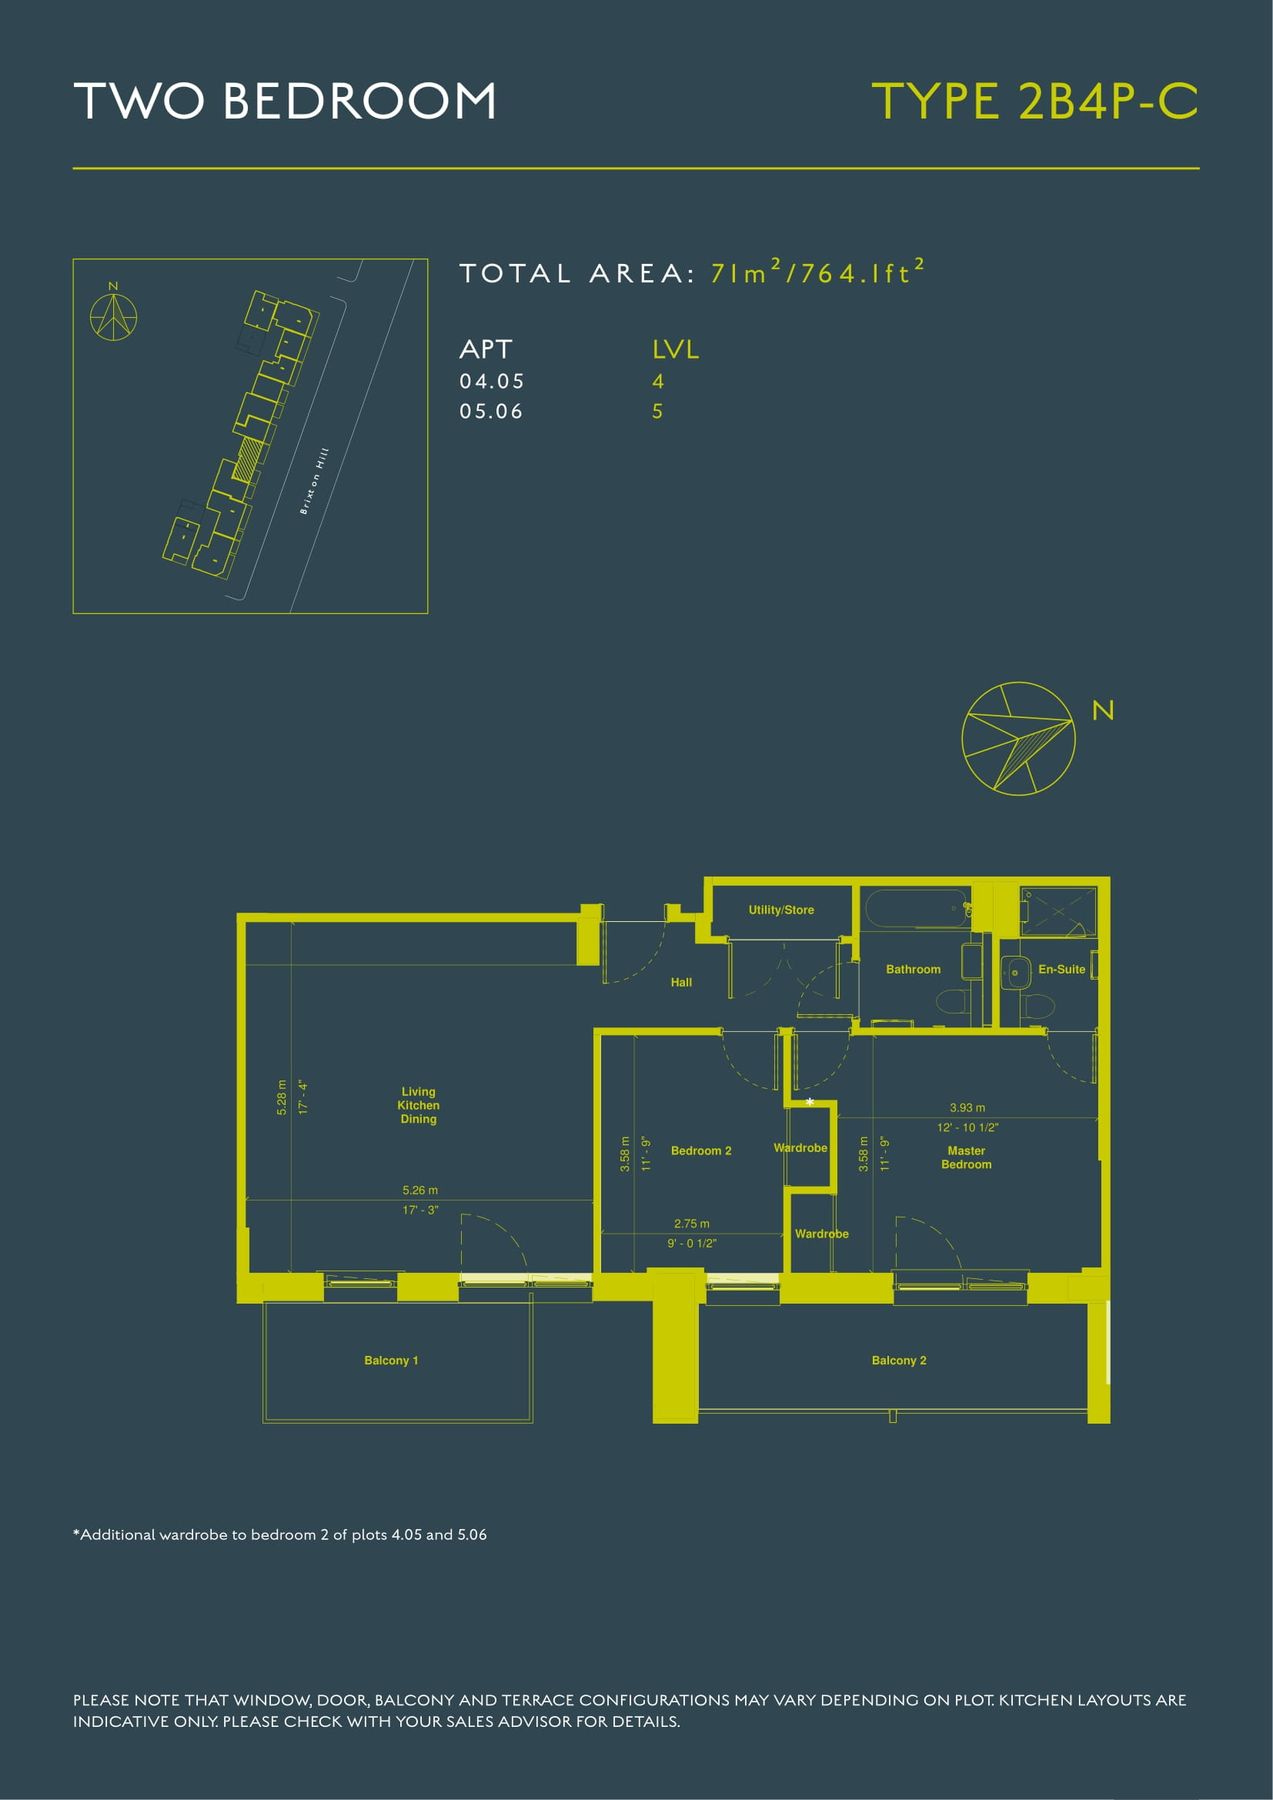 TWO BEDROOM
TYPE 2B4P-C
N
Brixton Hill
TOTAL AREA: 71m²/764.1ft²
APT LVL
04.05 4
05.06 5
N
Utility/Store
Bathroom
En-Suite
Hall
Living
Kitchen
Dining
5.28 m
17' - 4"
5.26 m
17' - 3"
Bedroom 2
3.58 m
11' - 9"
2.75 m
9' - 0 1/2"
*
Wardrobe
Wardrobe
3.93 m
12' - 10 1/2"
3.58 m
11' - 9"
Master
Bedroom
Balcony 1
Balcony 2
*Additional wardrobe to bedroom 2 of plots 4.05 and 5.06
PLEASE NOTE THAT WINDOW, DOOR, BALCONY AND TERRACE CONFIGURATIONS MAY VARY DEPENDING ON PLOT. KITCHEN LAYOUTS ARE
INDICATIVE ONLY. PLEASE CHECK WITH YOUR SALES ADVISOR FOR DETAILS.